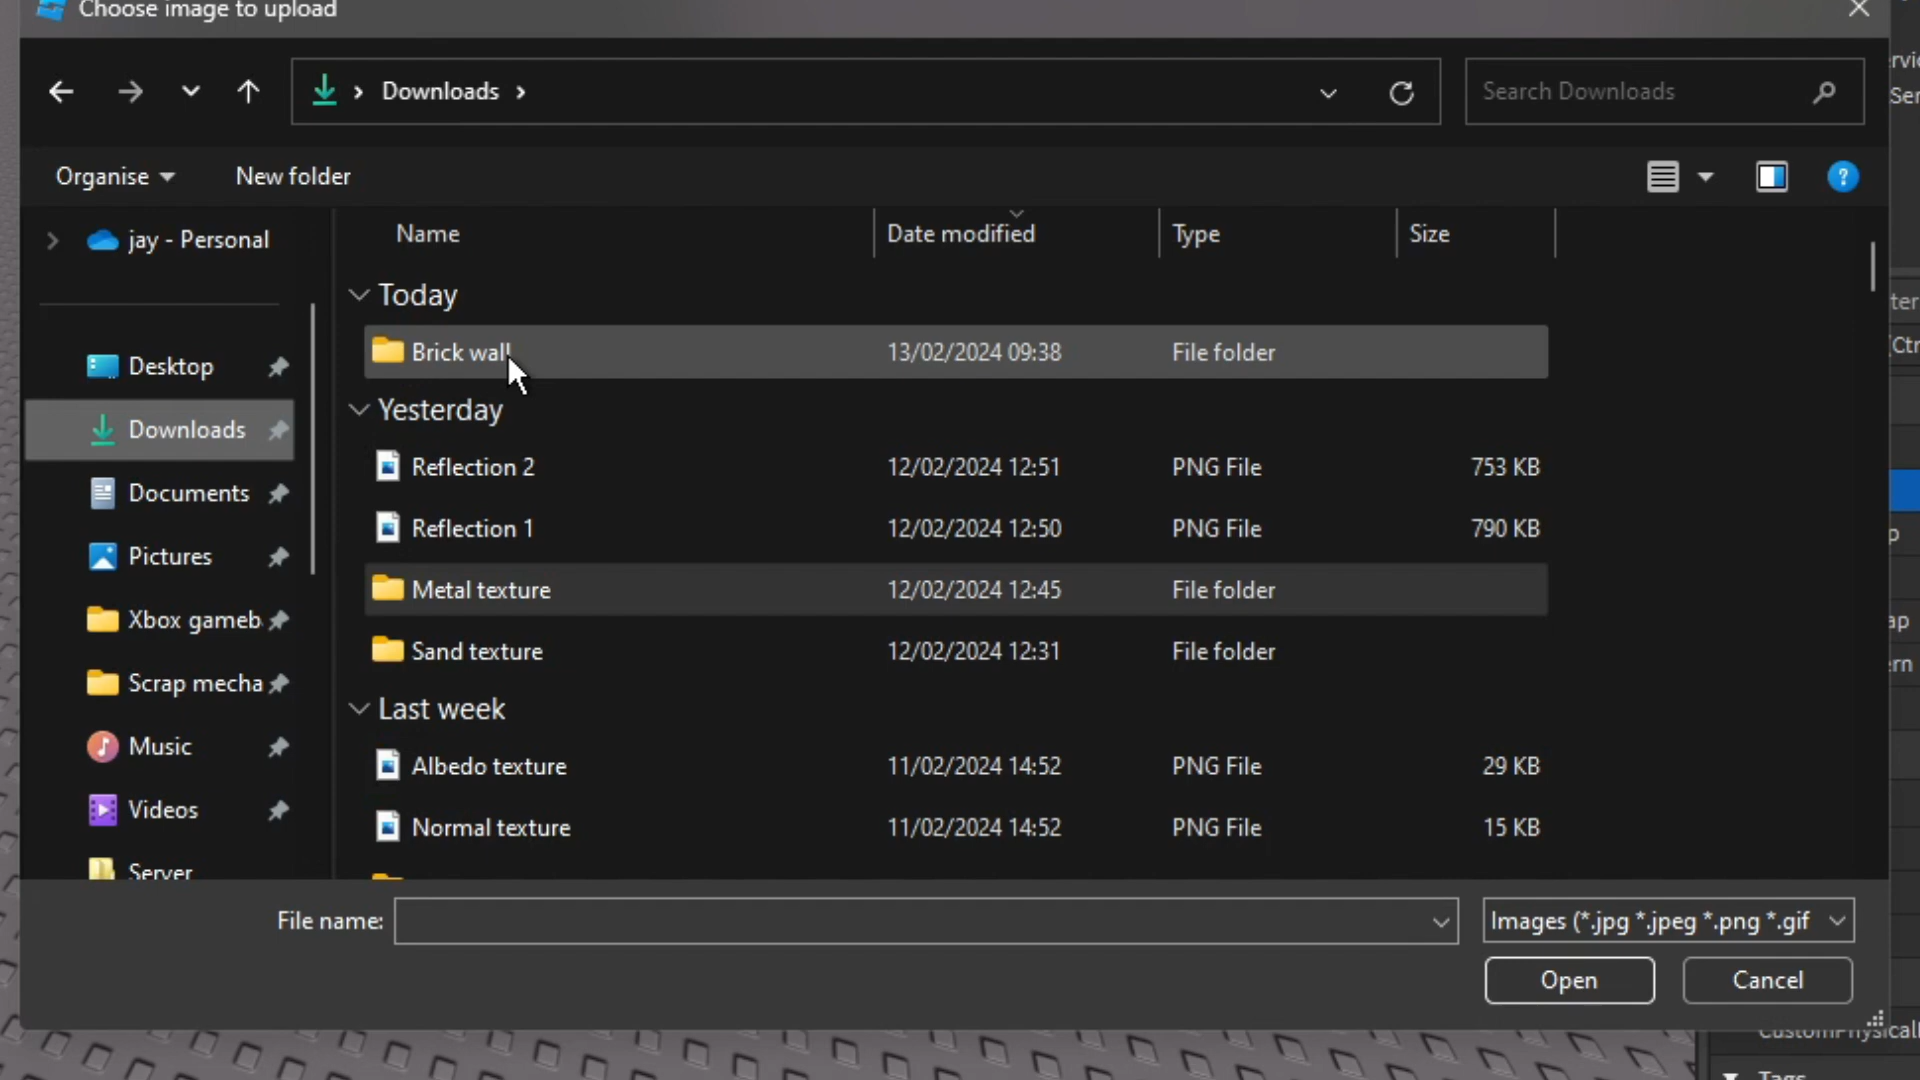 Choose image to upload
Downloads
Search Downloads
Organise
New folder
jay - Personal
Desktop
Downloads
Documents
Pictures
Xbox gameb
Scrap mecha
Music
Videos
Server
Name
Date modified
Type
Size
Today
Brick wall 13/02/2024 09:38 File folder
Yesterday
Reflection 2 12/02/2024 12:51 PNG File 753 KB
Reflection 1 12/02/2024 12:50 PNG File 790 KB
Metal texture 12/02/2024 12:45 File folder
Sand texture 12/02/2024 12:31 File folder
Last week
Albedo texture 11/02/2024 14:52 PNG File 29 KB
Normal texture 11/02/2024 14:52 PNG File 15 KB
File name:
Images (*.jpg *.jpeg *.png *.gif
Open
Cancel
Tags